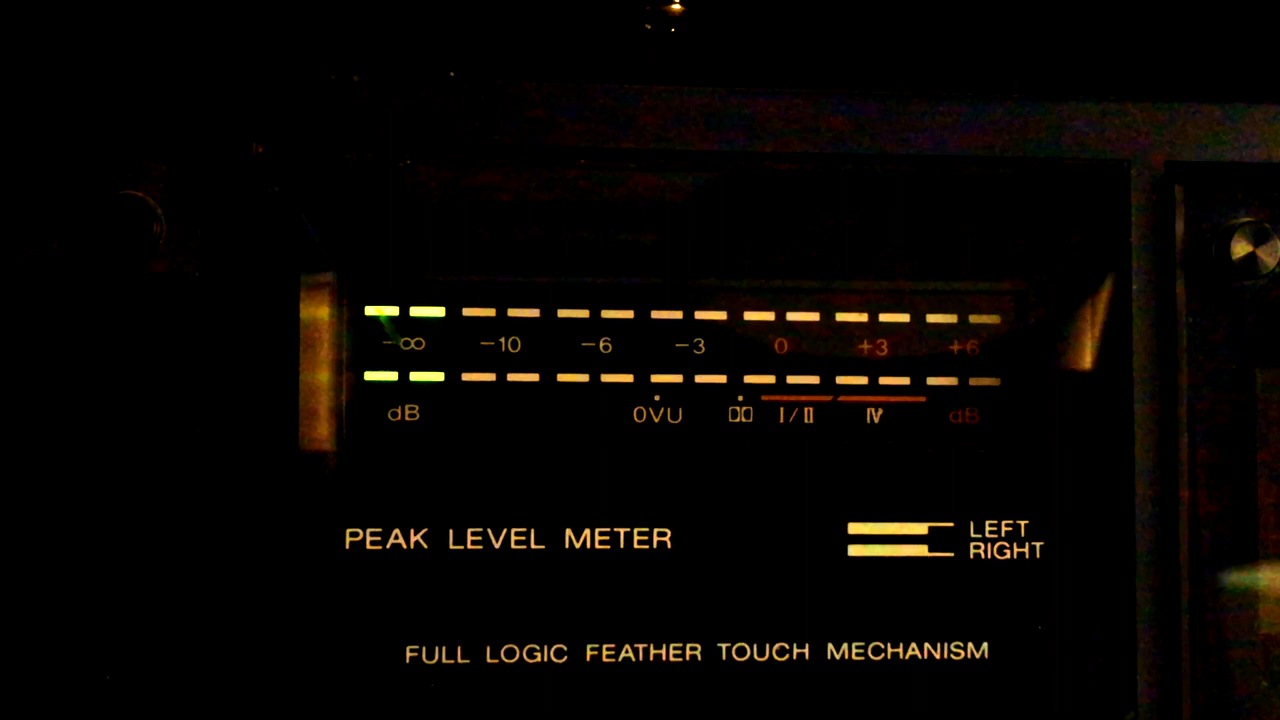 -∞ -10 -6 -3 0 +3 +6
dB 0VU ▯▯ I/II IV dB
PEAK LEVEL METER
LEFT
RIGHT
FULL LOGIC FEATHER TOUCH MECHANISM